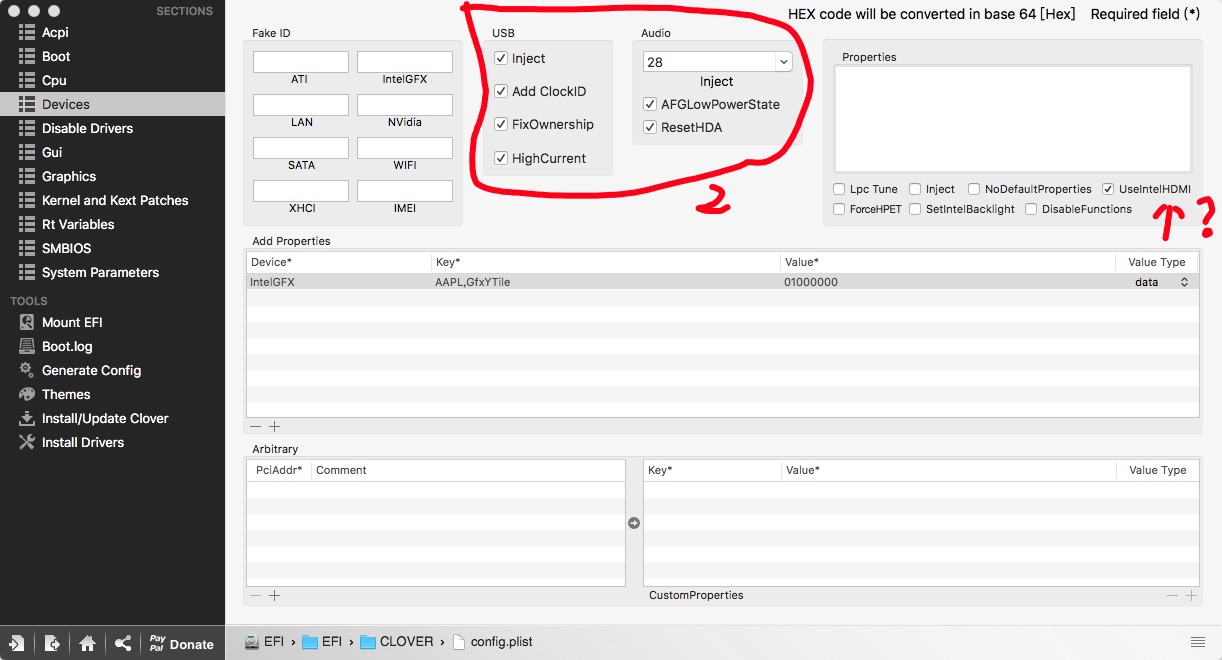 SECTIONS
Acpi
Boot
Cpu
Devices
Disable Drivers
Gui
Graphics
Kernel and Kext Patches
Rt Variables
SMBIOS
System Parameters
TOOLS
Mount EFI
Boot.log
Generate Config
Themes
Install/Update Clover
Install Drivers
Pay Pal Donate
HEX code will be converted in base 64 [Hex] Required field (*)
Fake ID
ATI IntelGFX
LAN NVidia
SATA WIFI
XHCI IMEI
USB
Inject
Add ClockID
FixOwnership
HighCurrent
Audio
28
Inject
AFGLowPowerState
ResetHDA
2
Properties
Lpc Tune Inject NoDefaultProperties UseIntelHDMI
ForceHPET SetIntelBacklight DisableFunctions
?
Add Properties
Device* Key* Value* Value Type
IntelGFX AAPL,GfxYTile 01000000 data
Arbitrary
PciAddr* Comment
Key* Value* Value Type
CustomProperties
EFI › EFI › CLOVER › config.plist